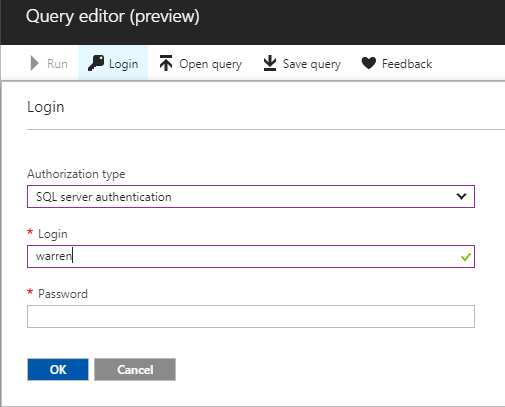 Query editor (preview)
Run Login Open query Save query Feedback
Login
Authorization type
SQL server authentication
* Login
warren
* Password
OK Cancel